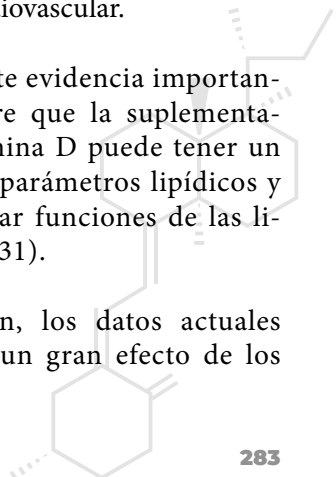 diovascular.
te evidencia importan-
re que la suplementa-
nina D puede tener un
parámetros lipídicos y
ar funciones de las li-
31).
n, los datos actuales
un gran efecto de los
283